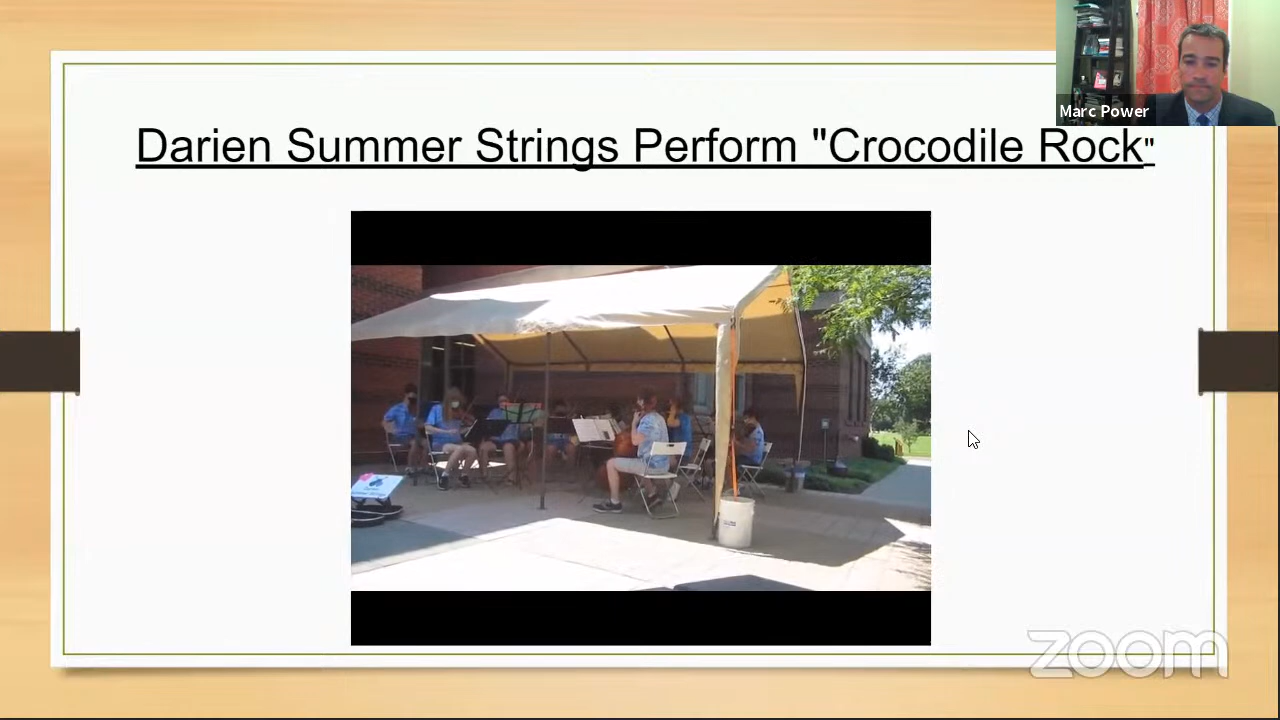 Marc Power
Darien Summer Strings Perform "Crocodile Rock"
zoom